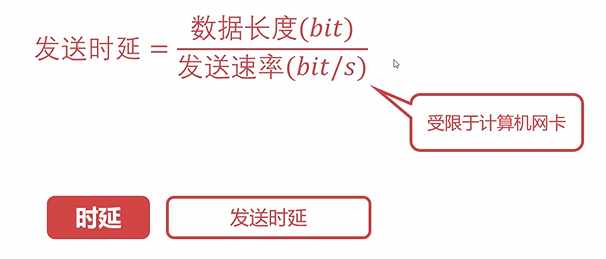 发送时延 = 数据长度(bit)
发送速率(bit/s)
受限于计算机网卡
时延
发送时延